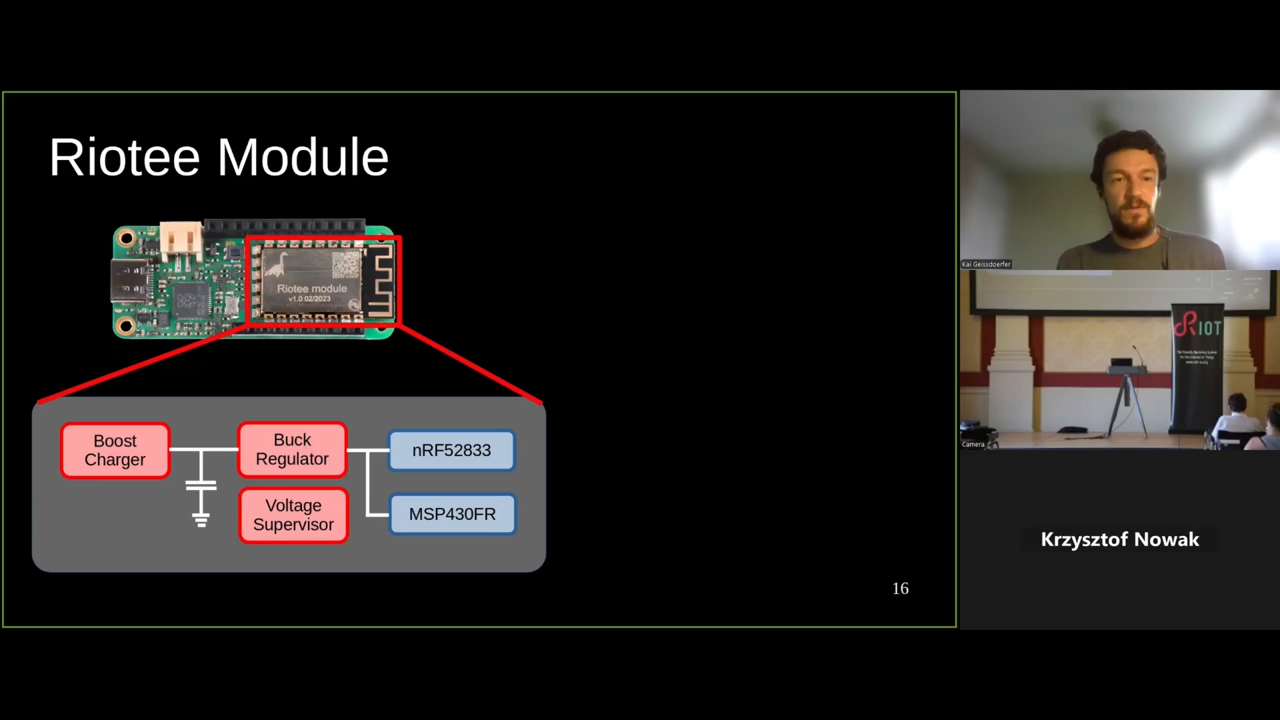 Riotee Module
Riotee module
v1.0 02/2023
Boost
Charger
Buck
Regulator
nRF52833
Voltage
Supervisor
MSP430FR
16
Kai Geissdoerfer
RIOT
Camera
Krzysztof Nowak